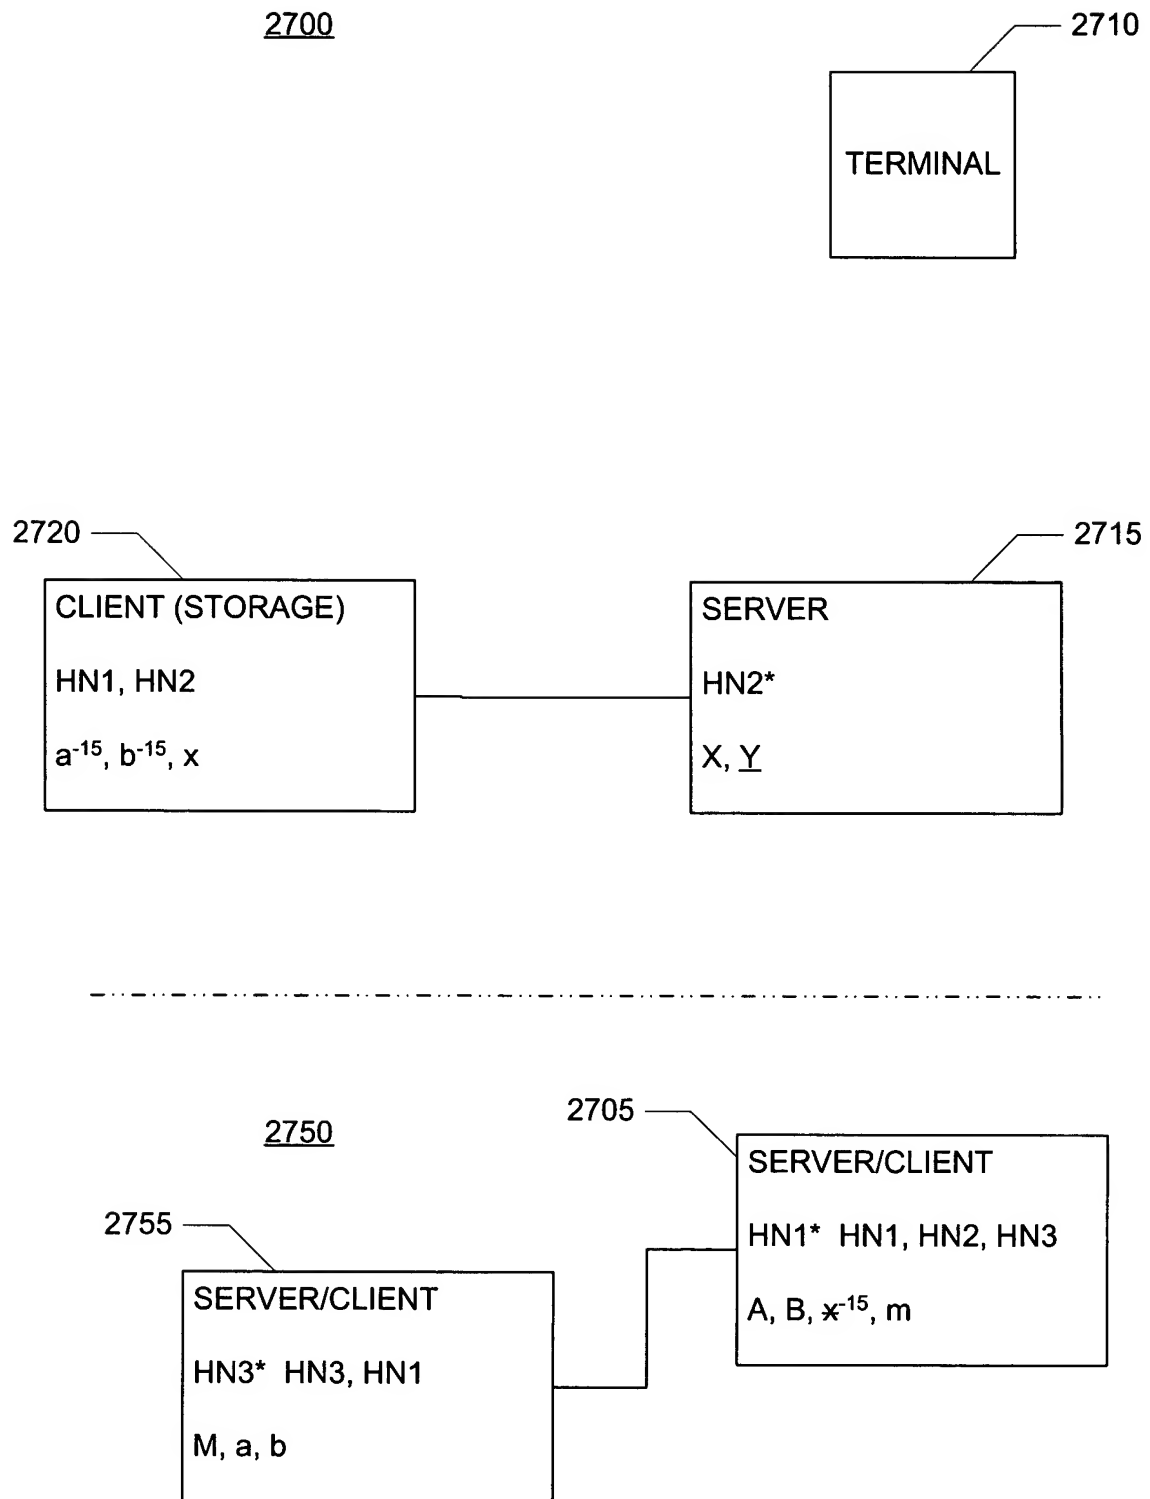 2700
2710
TERMINAL
2720
2715
CLIENT (STORAGE)
HN1, HN2
a⁻¹⁵, b⁻¹⁵, x
SERVER
HN2*
X, Y
2750
2705
SERVER/CLIENT
HN1* HN1, HN2, HN3
A, B, x⁻¹⁵, m
2755
SERVER/CLIENT
HN3* HN3, HN1
M, a, b